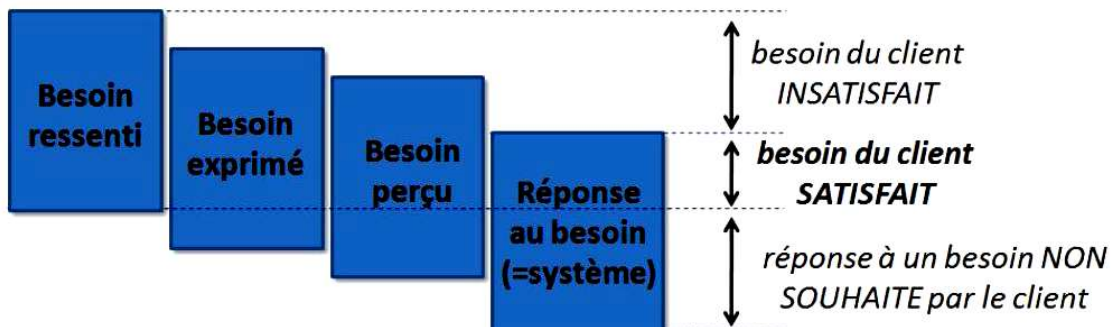 Besoin
ressenti
Besoin
exprimé
Besoin
perçu
Réponse
au besoin
(=système)
besoin du client
INSATISFAIT
besoin du client
SATISFAIT
réponse à un besoin NON
SOUHAITE par le client